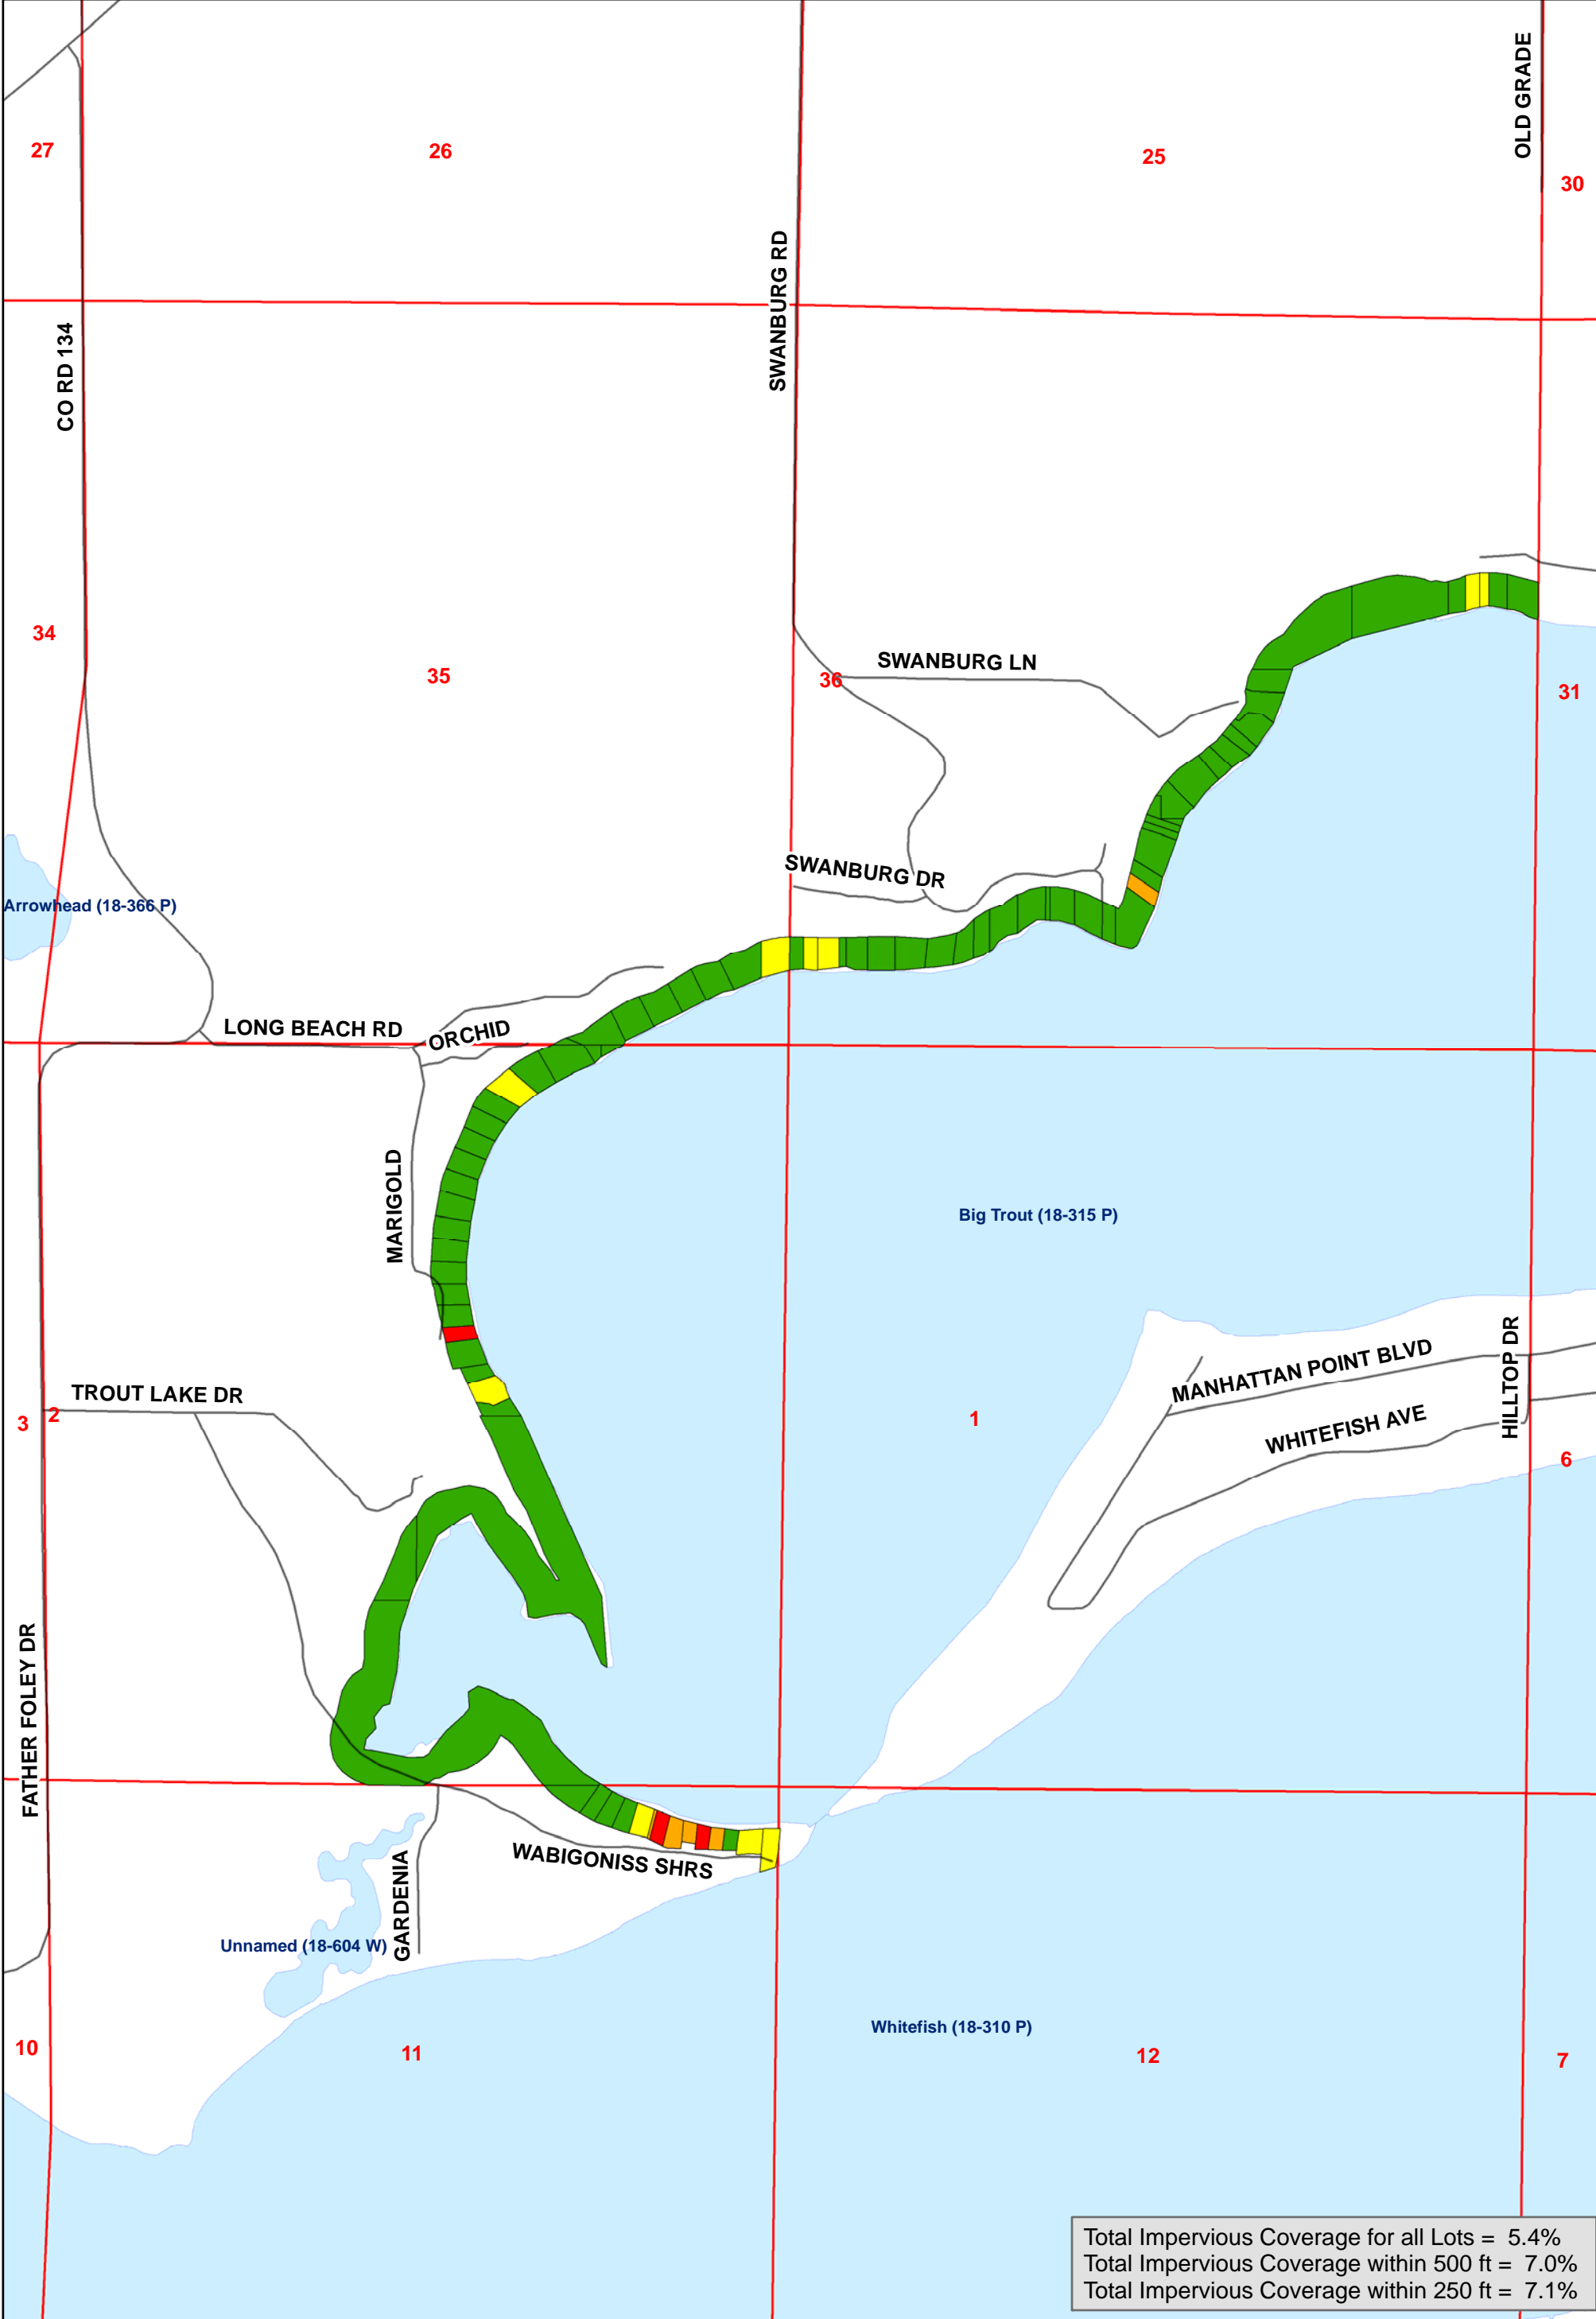 OLD GRADE
27
26
25
30
SWANBURG RD
CO RD 134
34
35
36
SWANBURG LN
31
SWANBURG DR
Arrowhead (18-366 P)
LONG BEACH RD
ORCHID
MARIGOLD
Big Trout (18-315 P)
MANHATTAN POINT BLVD
HILLTOP DR
TROUT LAKE DR
3
2
1
WHITEFISH AVE
6
FATHER FOLEY DR
WABIGONISS SHRS
GARDENIA
Unnamed (18-604 W)
Whitefish (18-310 P)
10
11
12
7
Total Impervious Coverage for all Lots = 5.4%
Total Impervious Coverage within 500 ft = 7.0%
Total Impervious Coverage within 250 ft = 7.1%